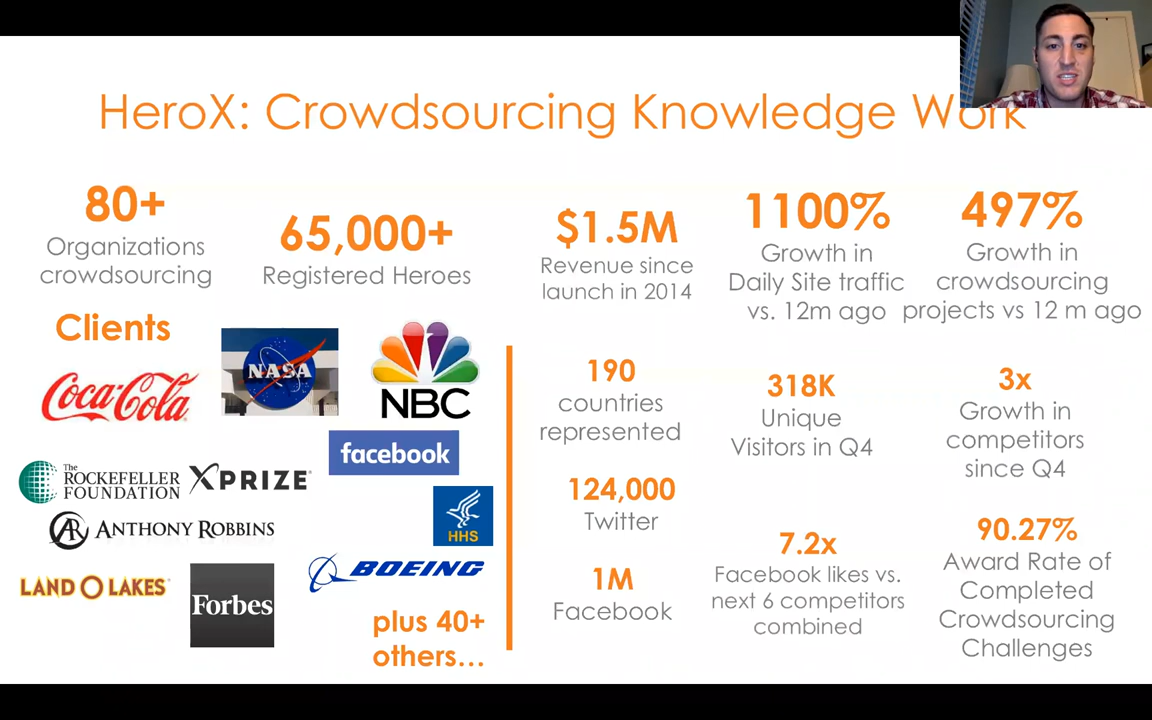 HeroX: Crowdsourcing Knowledge Work
80+
Organizations
crowdsourcing
65,000+
Registered Heroes
$1.5M
Revenue since
launch in 2014
1100%
Growth in
Daily Site traffic
vs. 12m ago
497%
Growth in
crowdsourcing
projects vs 12 m ago
Clients
Coca-Cola
NASA
NBC
facebook
The
ROCKEFELLER
FOUNDATION
XPRIZE
HHS
AR ANTHONY ROBBINS
BOEING
LAND O LAKES
Forbes
plus 40+
others…
190
countries
represented
318K
Unique
Visitors in Q4
3x
Growth in
competitors
since Q4
124,000
Twitter
1M
Facebook
7.2x
Facebook likes vs.
next 6 competitors
combined
90.27%
Award Rate of
Completed
Crowdsourcing
Challenges